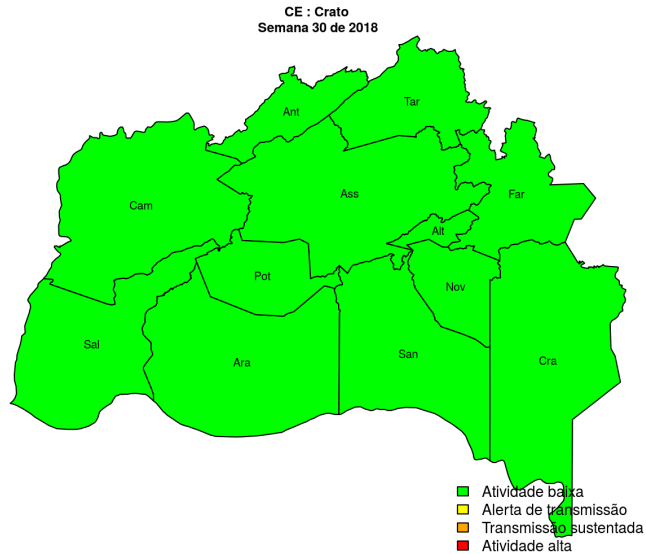 CE : Crato
Semana 30 de 2018
Tar
Ant
Ass
Far
Cam
Alt
Pot
Nov
Sal
San
Cra
Ara
Atividade baixa
Alerta de transmissão
Transmissão sustentada
Atividade alta